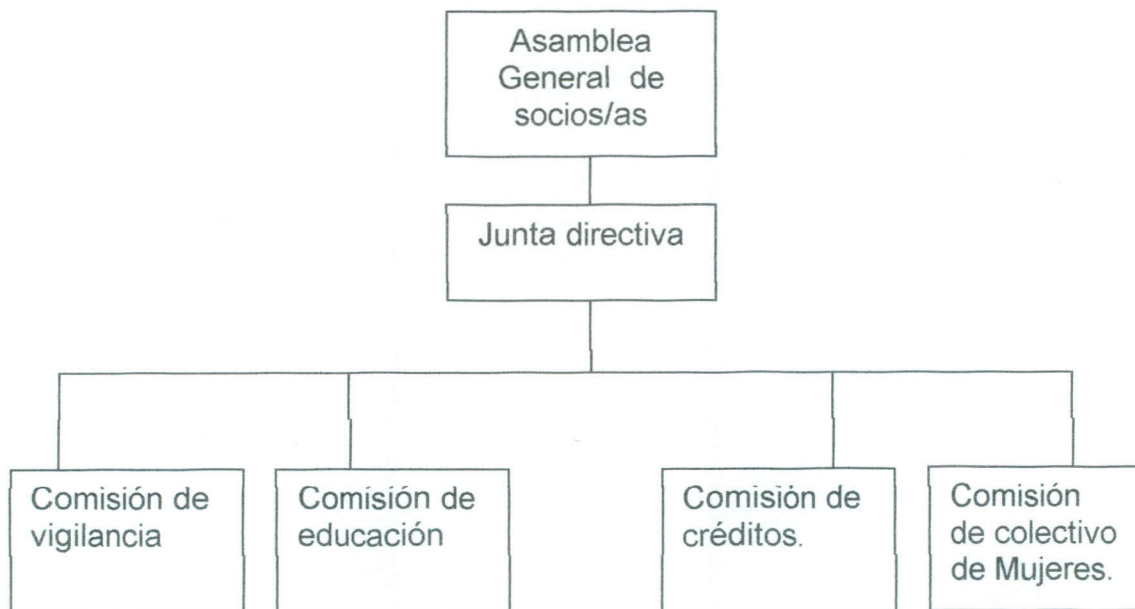 Asamblea
General de
socios/as
Junta directiva
Comisión de
vigilancia
Comisión de
educación
Comisión de
créditos.
Comisión
de colectivo
de Mujeres.